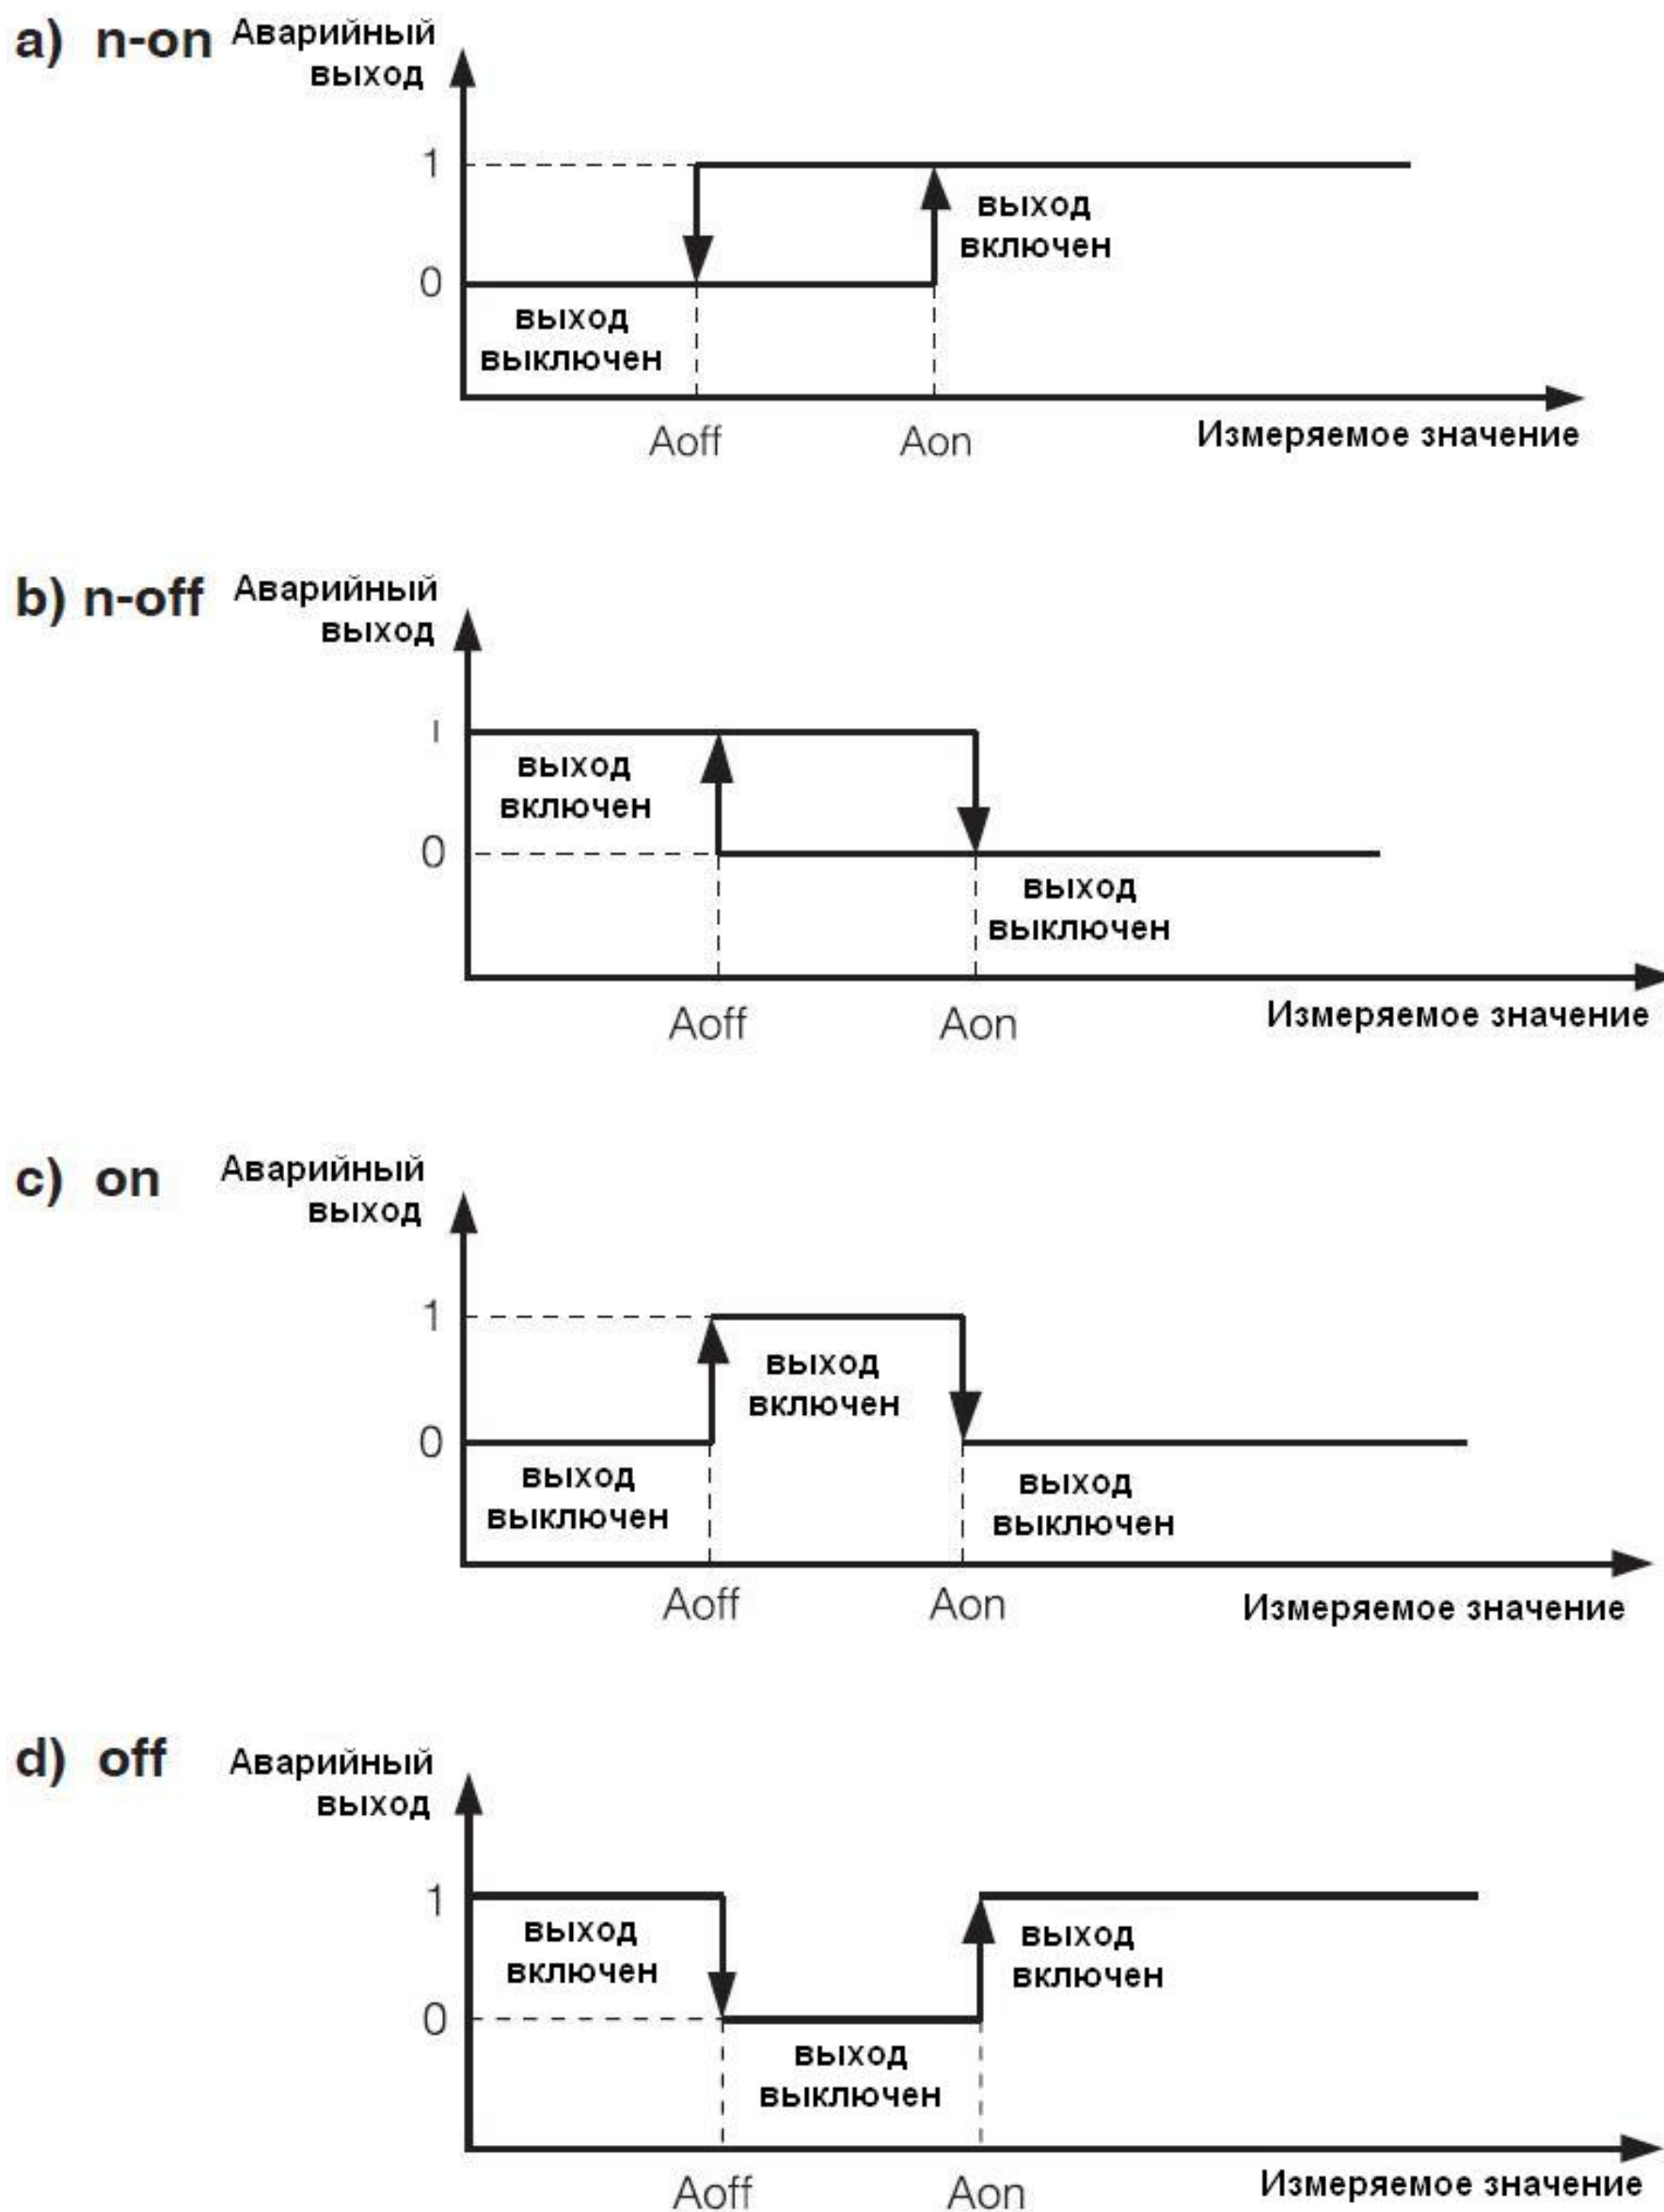 a) n-on Аварийный
выход
1
выход
включен
0
выход
выключен
Aoff Aon Измеряемое значение
b) n-off Аварийный
выход
1
выход
включен
0
выход
выключен
Aoff Aon Измеряемое значение
c) on Аварийный
выход
1
выход
включен
0
выход
выключен
выход
выключен
Aoff Aon Измеряемое значение
d) off Аварийный
выход
1
выход
включен
выход
включен
0
выход
выключен
Aoff Aon Измеряемое значение